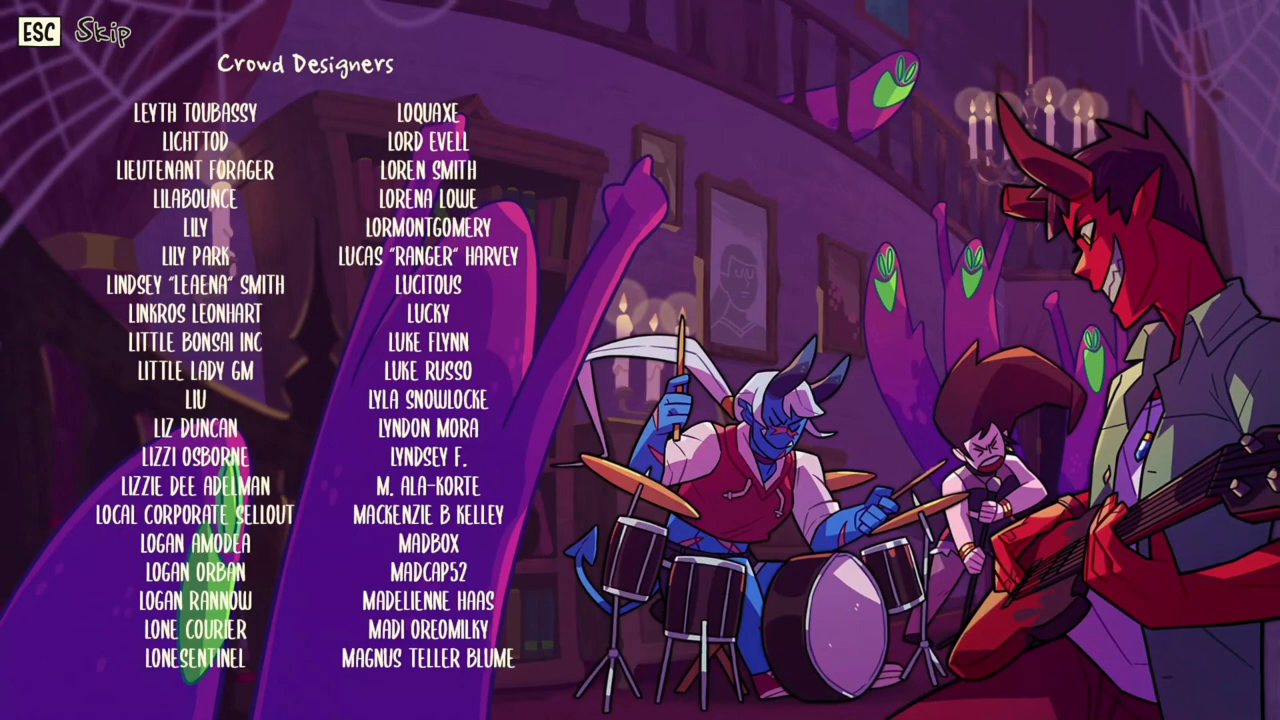 ESC Skip
Crowd Designers
LEYTH TOUBASSY
LICHTTOD
LIEUTENANT FORAGER
LILABOUNCE
LILY
LILY PARK
LINDSEY "LEAENA" SMITH
LINKROS LEONHART
LITTLE BONSAI INC
LITTLE LADY GM
LIU
LIZ DUNCAN
LIZZI OSBORNE
LIZZIE DEE ADELMAN
LOCAL CORPORATE SELLOUT
LOGAN AMODEA
LOGAN ORBAN
LOGAN RANNOW
LONE COURIER
LONESENTINEL
LOQUAXE
LORD EVELL
LOREN SMITH
LORENA LOWE
LORMONTGOMERY
LUCAS "RANGER" HARVEY
LUCITOUS
LUCKY
LUKE FLYNN
LUKE RUSSO
LYLA SNOWLOCKE
LYNDON MORA
LYNDSEY F.
M. ALA-KORTE
MACKENZIE B KELLEY
MADBOX
MADCAP52
MADELIENNE HAAS
MADI OREOMILKY
MAGNUS TELLER BLUME